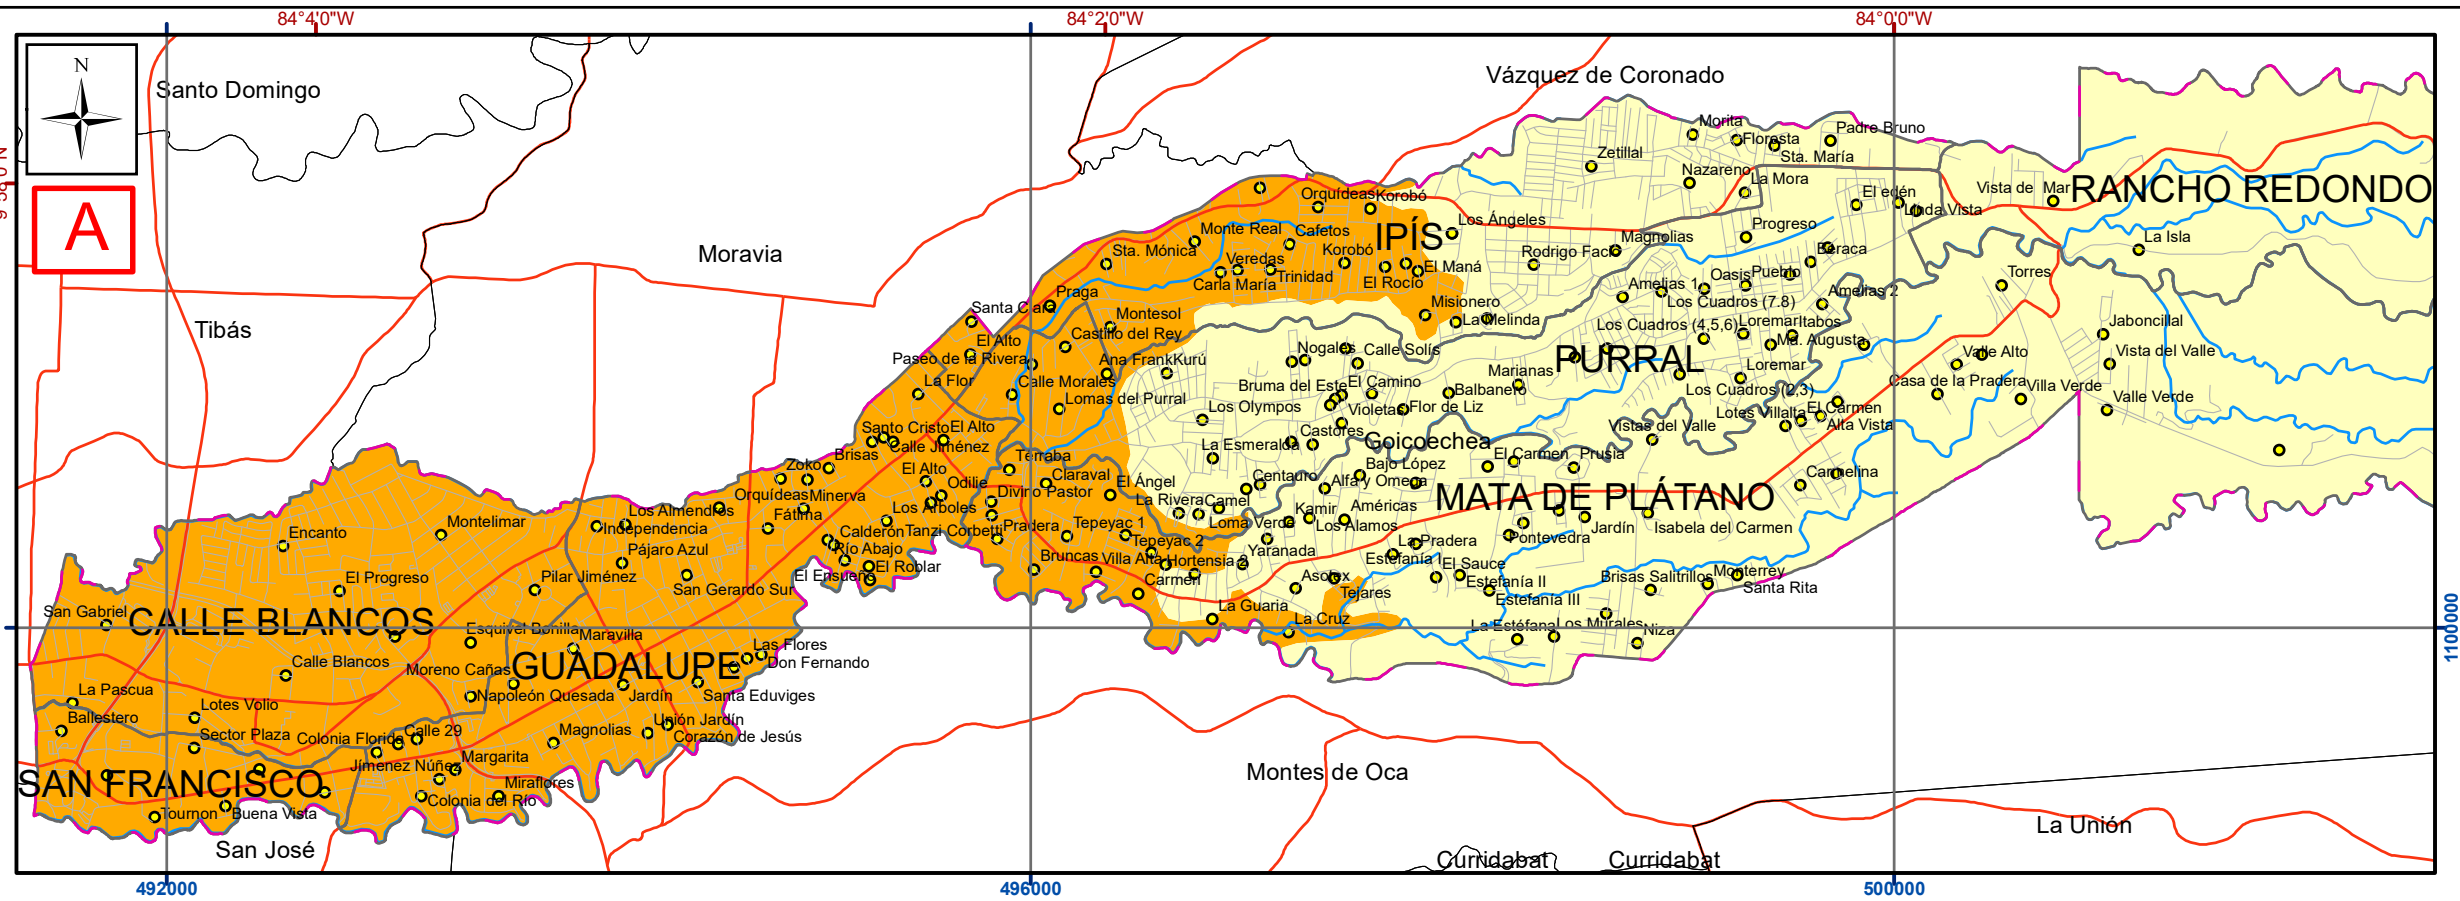 84°4'0"W
84°2'0"W
84°0'0"W
N
Santo Domingo
Vázquez de Coronado
A
Morita
Padre Bruno
Floresta
Zetillal
Sta. María
Nazareno
La Mora
El edén
Vista de Mar
RANCHO REDONDO
Orquídeas
Korobó
Linda Vista
Los Ángeles
Monte Real
Cafetos
IPÍS
Progreso
Magnolias
La Isla
Moravia
Sta. Mónica
Korobó
Rodrigo Facio
Beraca
Veredas
Trinidad
El Maná
Carla María
El Rocío
Oasis
Pueblo
Torres
Amelias 1
Amelias 2
Praga
Misionero
Los Cuadros (7.8)
Santa Clara
Montesol
La Melinda
Los Cuadros (4,5,6)
Loremar
Itabos
Jaboncillal
Tibás
Castillo del Rey
El Alto
Nogales
Calle Solís
Md. Augusta
Paseo de la Rivera
Ana Frank
Kurú
PURRAL
Valle Alto
Vista del Valle
Marianas
Loremar
La Flor
Calle Morales
Bruma del Este
El Camino
Balbanero
Los Cuadros (2,3)
Casa de la Pradera
Villa Verde
Lomas del Purral
Los Olympos
Violetas
Flor de Liz
Lotes Villalta
El Carmen
Valle Verde
Santo Cristo
El Alto
Castores
Vistas del Valle
Alta Vista
Calle Jiménez
La Esmeralda
Goicoechea
Brisas
Terraba
El Carmen
Prusia
Zoko
El Alto
Claraval
El Ángel
Centauro
Bajo López
Carmelina
Odilie
Divino Pastor
Alfa y Omega
Orquídeas
Minerva
La Rivera
Camel
MATA DE PLÁTANO
Los Almendros
Fátima
Los Arboles
Kamir
Américas
Independencia
Montelimar
Pradera
Tepeyac 1
Loma Verde
Los Alamos
Jardín
Isabela del Carmen
Encanto
Calderón
Tanzi Corbetti
Tepeyac 2
Yaranada
La Pradera
Pontevedra
Pájaro Azul
Río Abajo
Bruncas
Villa Alta
Hortensia 2
Estefanía I
El Sauce
El Progreso
Pilar Jiménez
El Ensueño
El Roblar
Carmen
Asotex
Estefanía II
Brisas Salitrillos
Monterrey
San Gerardo Sur
Tejares
Estefanía III
Santa Rita
San Gabriel
CALLE BLANCOS
La Guaria
La Cruz
La Estéfana
Los Murales
Niza
1100000
Esquivel Bonilla
Maravilla
Las Flores
Calle Blancos
Moreno Cañas
GUADALUPE
Don Fernando
La Pascua
Napoleón Quesada
Jardín
Santa Eduviges
Ballestero
Lotes Volio
Unión Jardín
Sector Plaza
Colonia Florida
Calle 29
Magnolias
Corazón de Jesús
Jímenez Núñez
Margarita
Montes de Oca
SAN FRANCISCO
Miraflores
Colonia del Río
Tournon
Buena Vista
La Unión
San José
Curridabat
Curridabat
492000
496000
500000